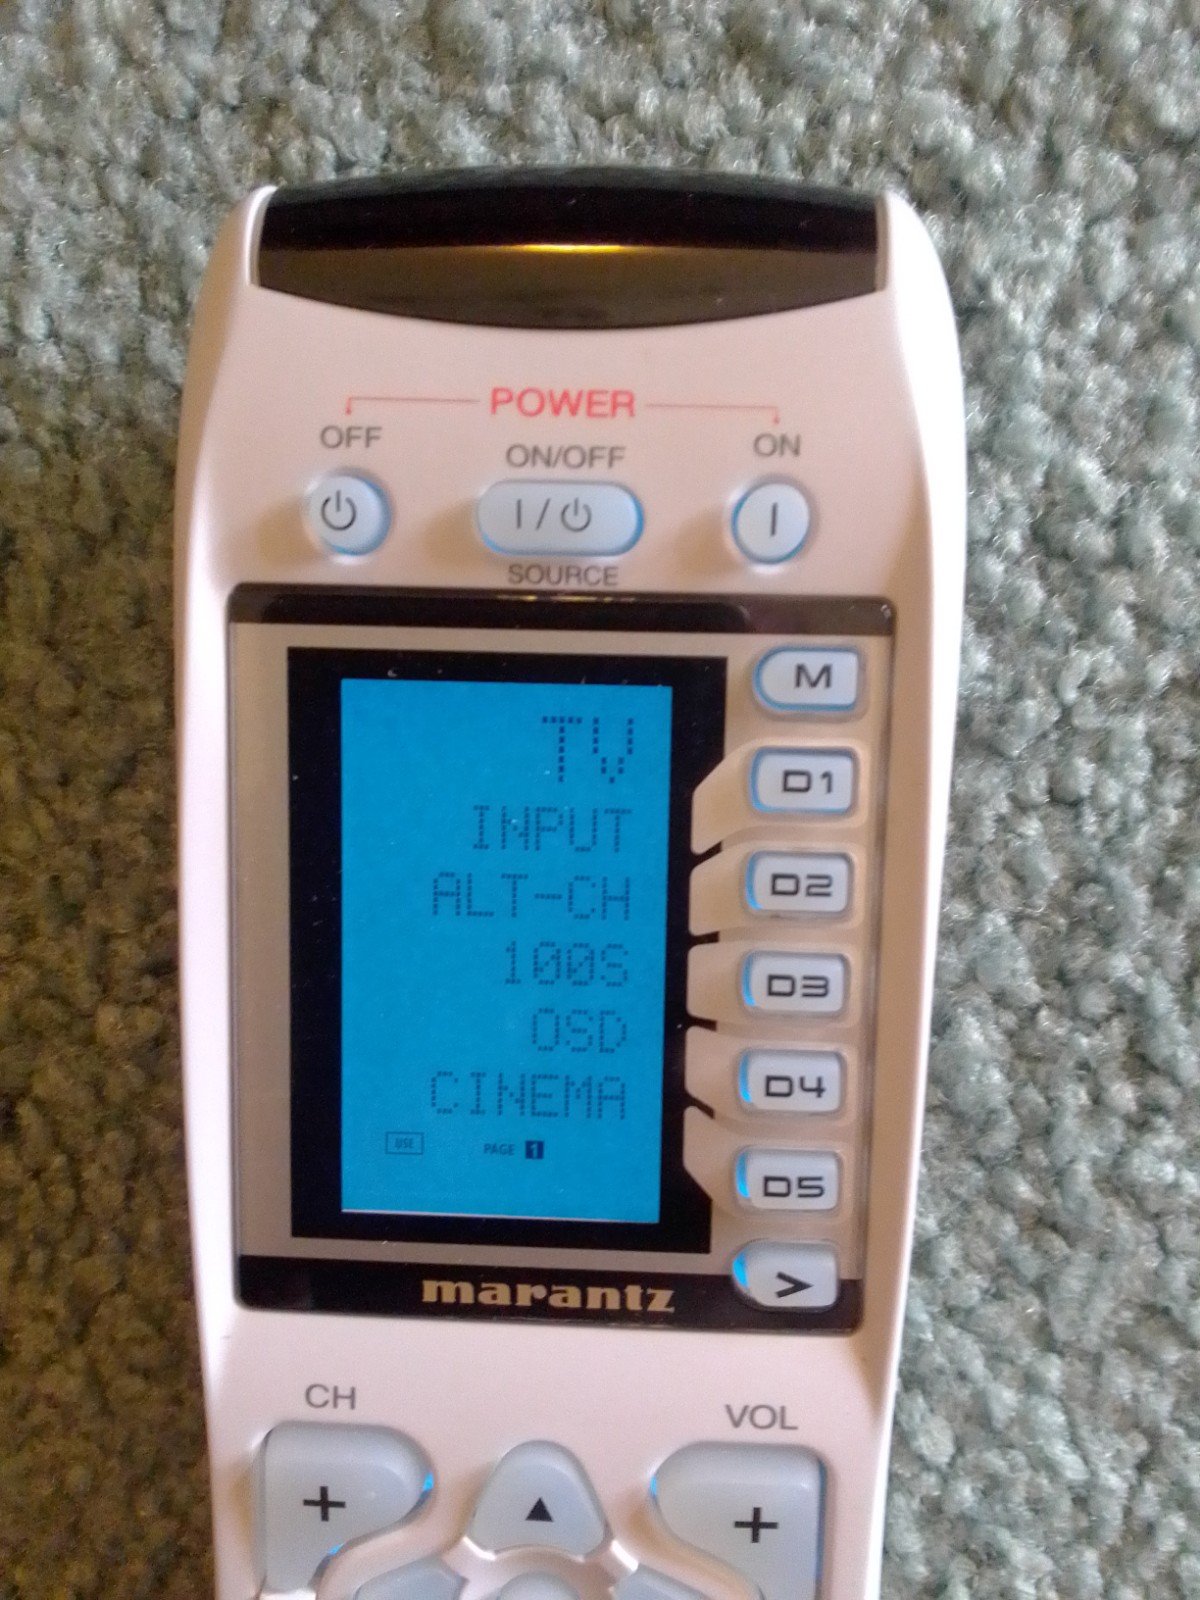 POWER
OFF
ON/OFF
ON
I/⏻
I
SOURCE
M
TV
D1
INPUT
D2
ALT-CH
D3
100S
OSD
D4
CINEMA
D5
USE PAGE 1
>
marantz
CH
VOL
+
+